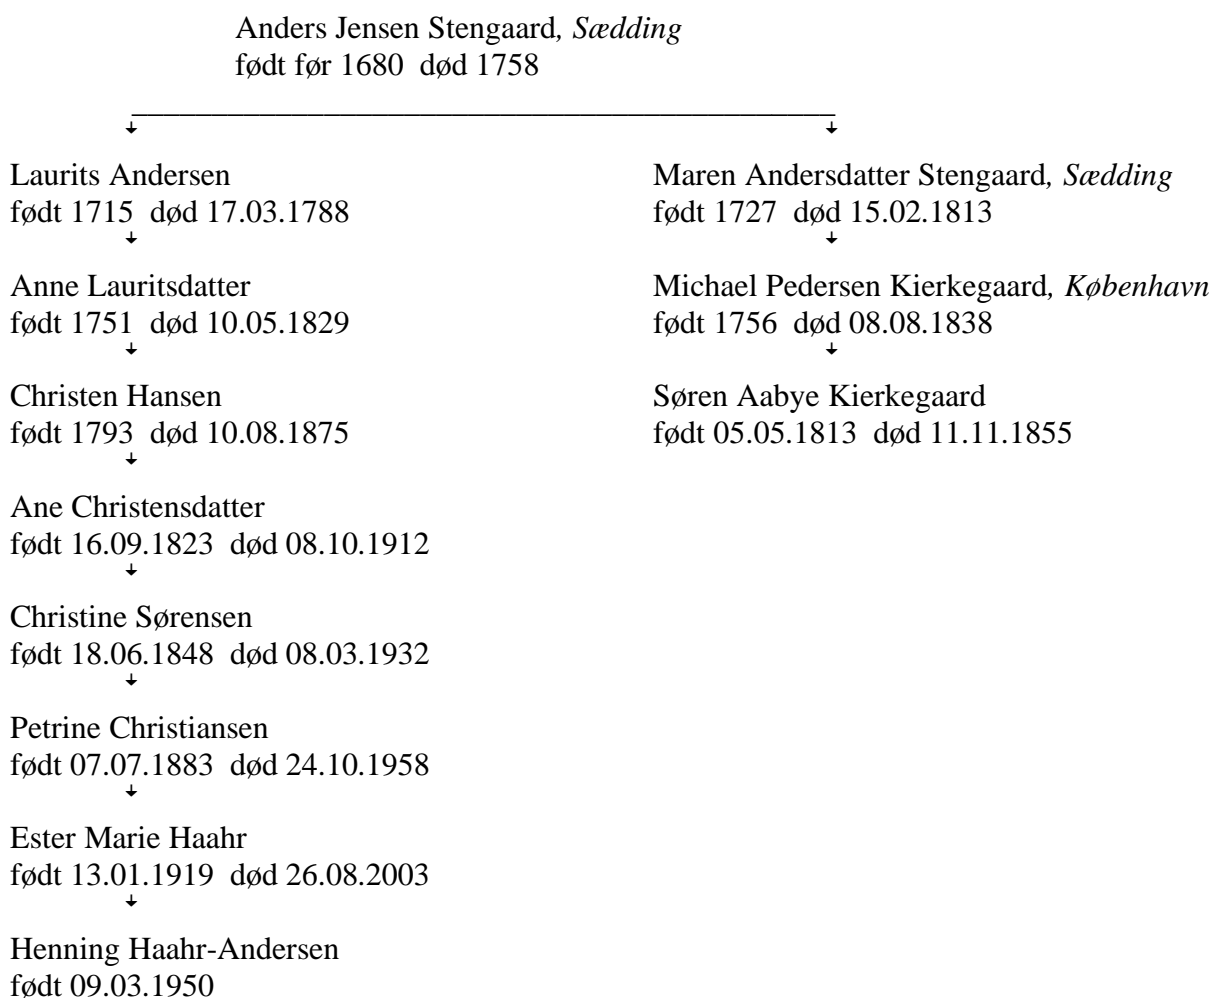 Anders Jensen Stengaard, Sædding
født før 1680  død 1758
Laurits Andersen
født 1715  død 17.03.1788
Maren Andersdatter Stengaard, Sædding
født 1727  død 15.02.1813
Anne Lauritsdatter
født 1751  død 10.05.1829
Michael Pedersen Kierkegaard, København
født 1756  død 08.08.1838
Christen Hansen
født 1793  død 10.08.1875
Søren Aabye Kierkegaard
født 05.05.1813  død 11.11.1855
Ane Christensdatter
født 16.09.1823  død 08.10.1912
Christine Sørensen
født 18.06.1848  død 08.03.1932
Petrine Christiansen
født 07.07.1883  død 24.10.1958
Ester Marie Haahr
født 13.01.1919  død 26.08.2003
Henning Haahr-Andersen
født 09.03.1950